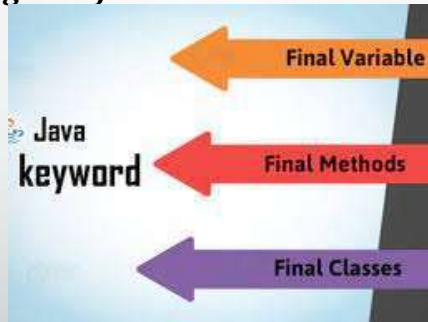 Final Variable
Java
keyword
Final Methods
Final Classes